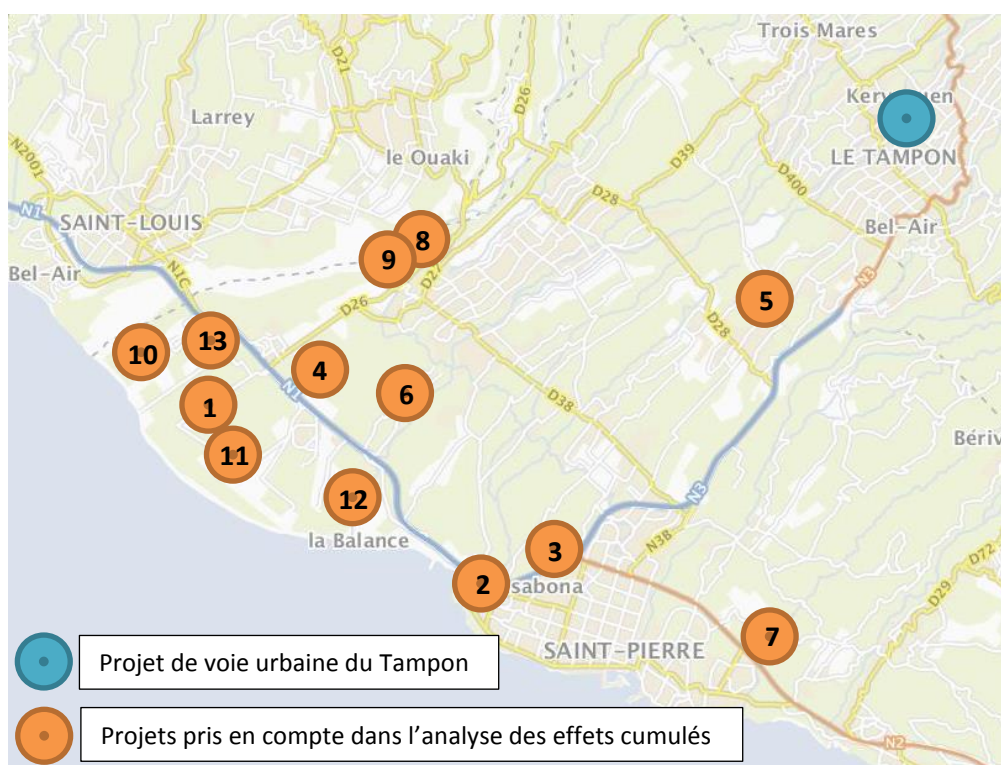 Trois Mares
D21
D26
Larrey
Kerv uen
N2001
le Ouaki
D39
LE TAMPON
D400
D28
N1
SAINT-LOUIS
Bel-Air
8
9
Bel-Air
N1C
D27
N3
5
D26
D28
10
13
4
N1
6
D38
1
Bériv
11
12
N3
la Balance
N38
3
D72
2
sabona
D29
7
SAINT-PIERRE
Projet de voie urbaine du Tampon
Projets pris en compte dans l’analyse des effets cumulés
N2